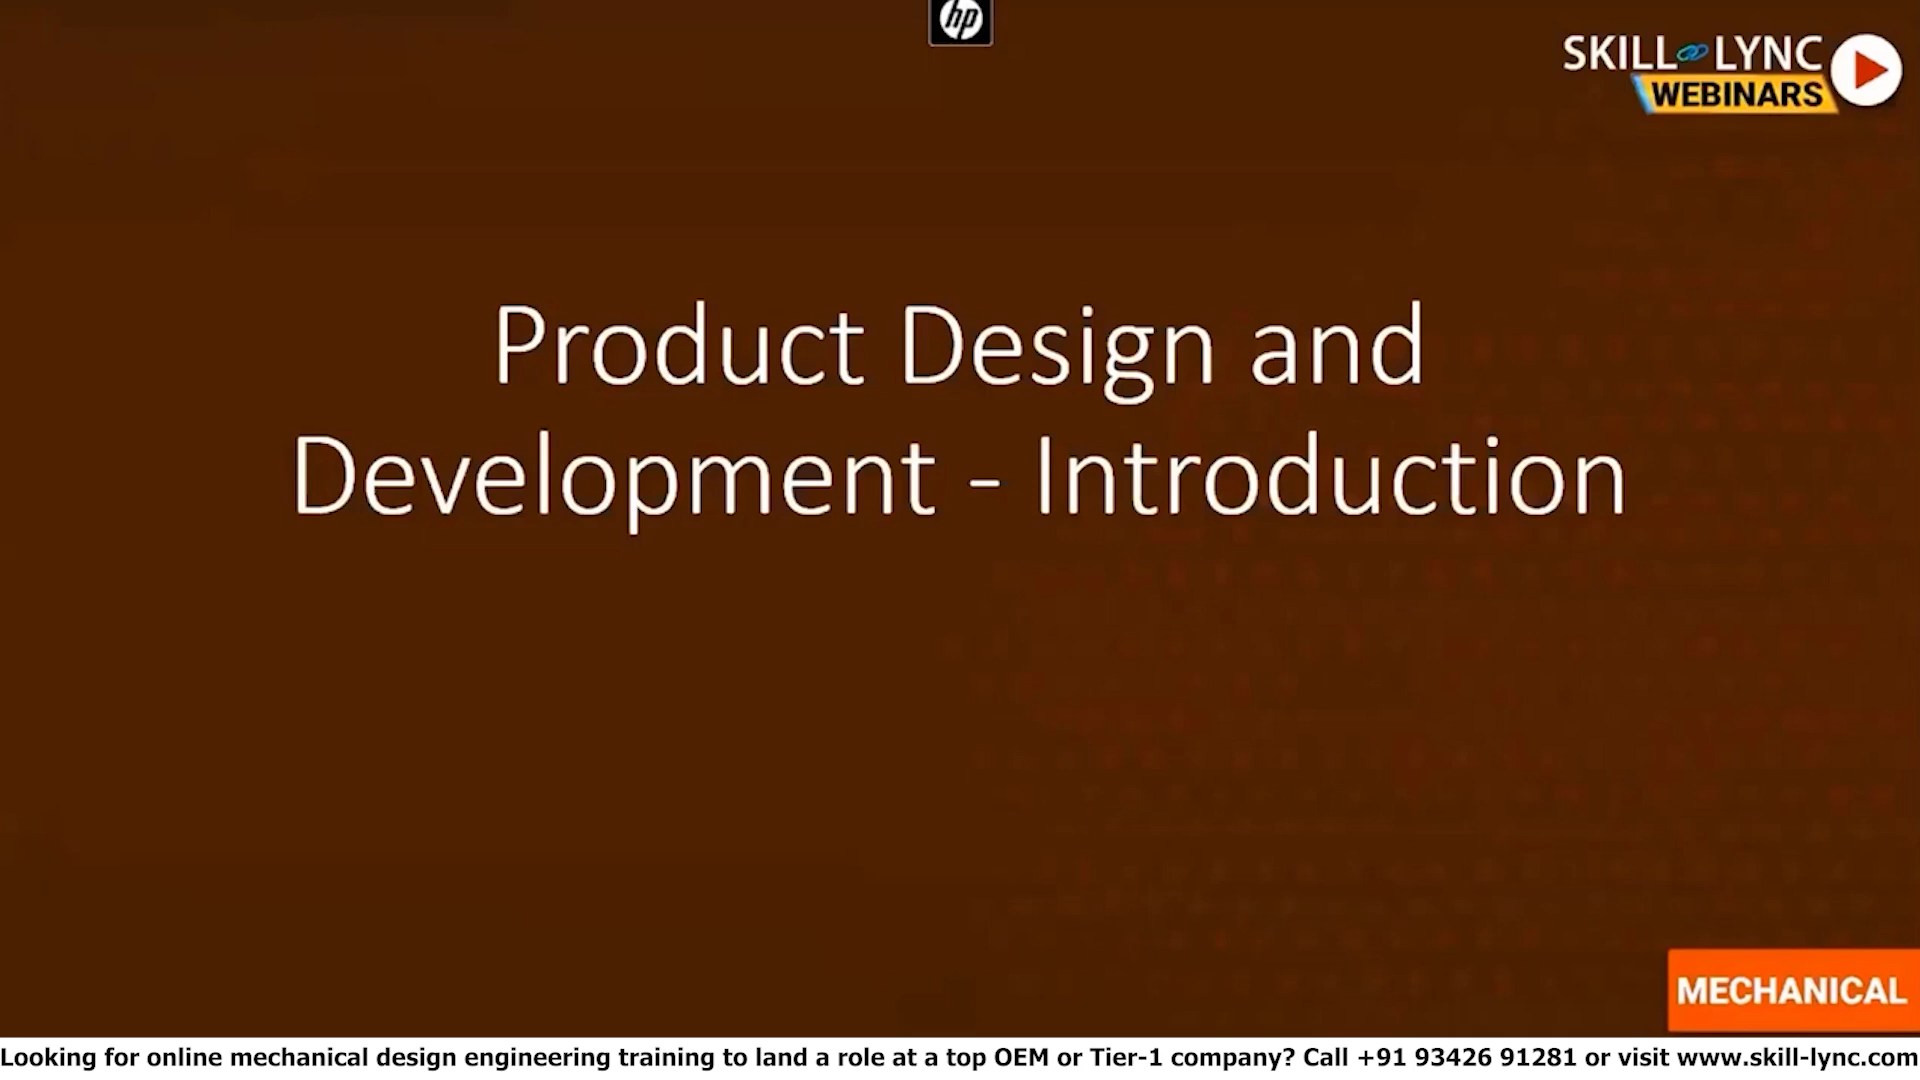 hp
SKILL LYNC
WEBINARS
Product Design and
Development - Introduction
MECHANICAL
Looking for online mechanical design engineering training to land a role at a top OEM or Tier-1 company? Call +91 93426 91281 or visit www.skill-lync.com